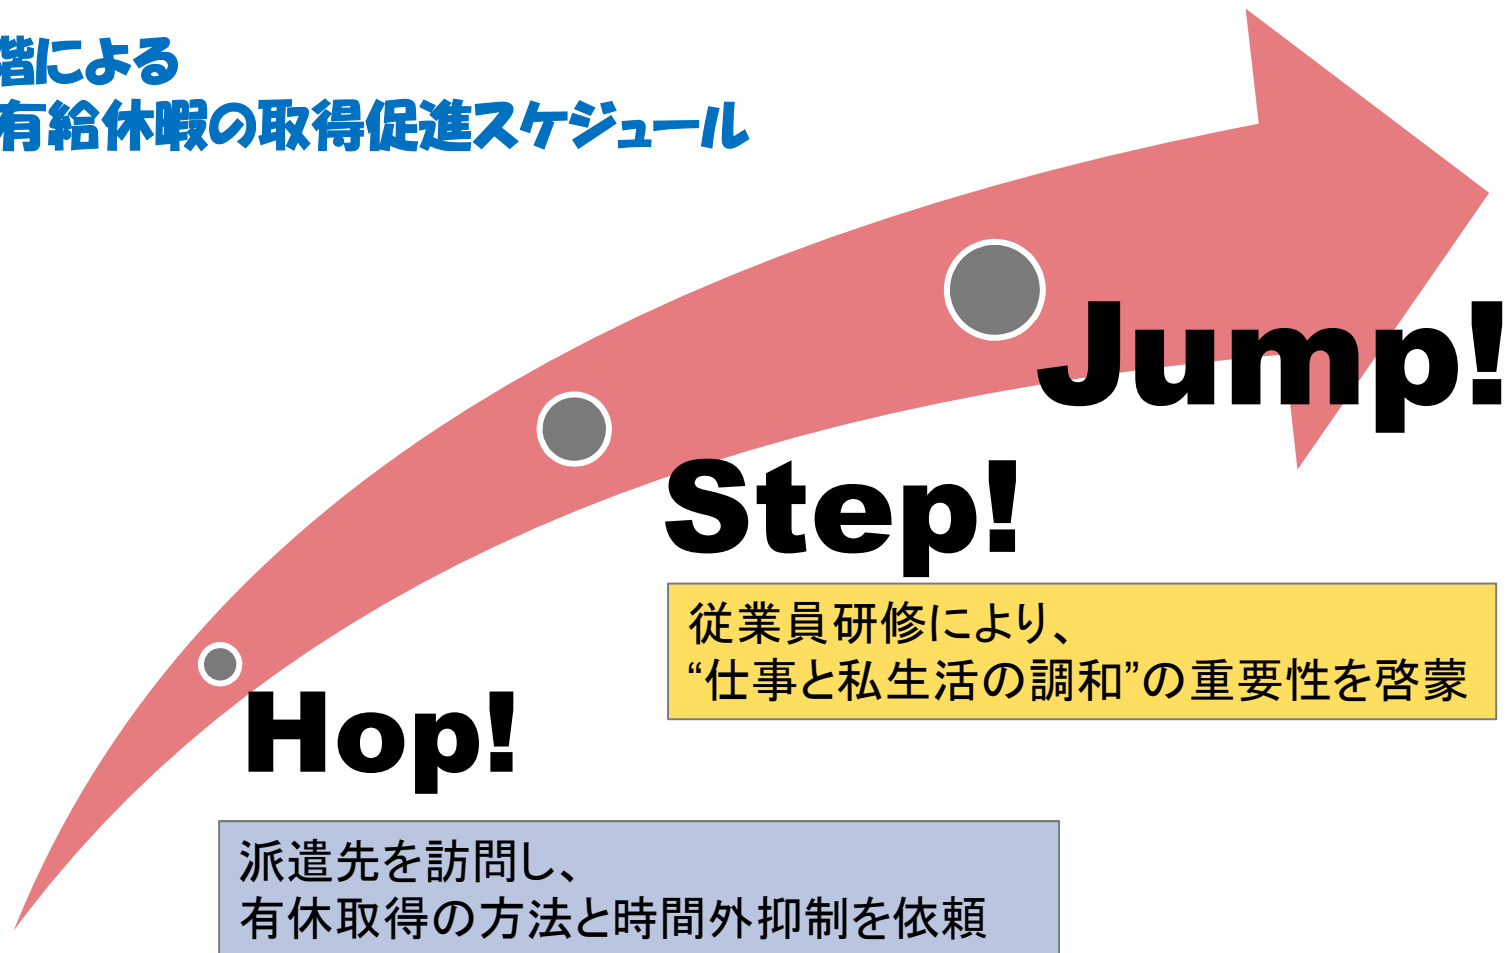 階による
有給休暇の取得促進スケジュール
Jump!
Step!
従業員研修により、
“仕事と私生活の調和”の重要性を啓蒙
Hop!
派遣先を訪問し、
有休取得の方法と時間外抑制を依頼